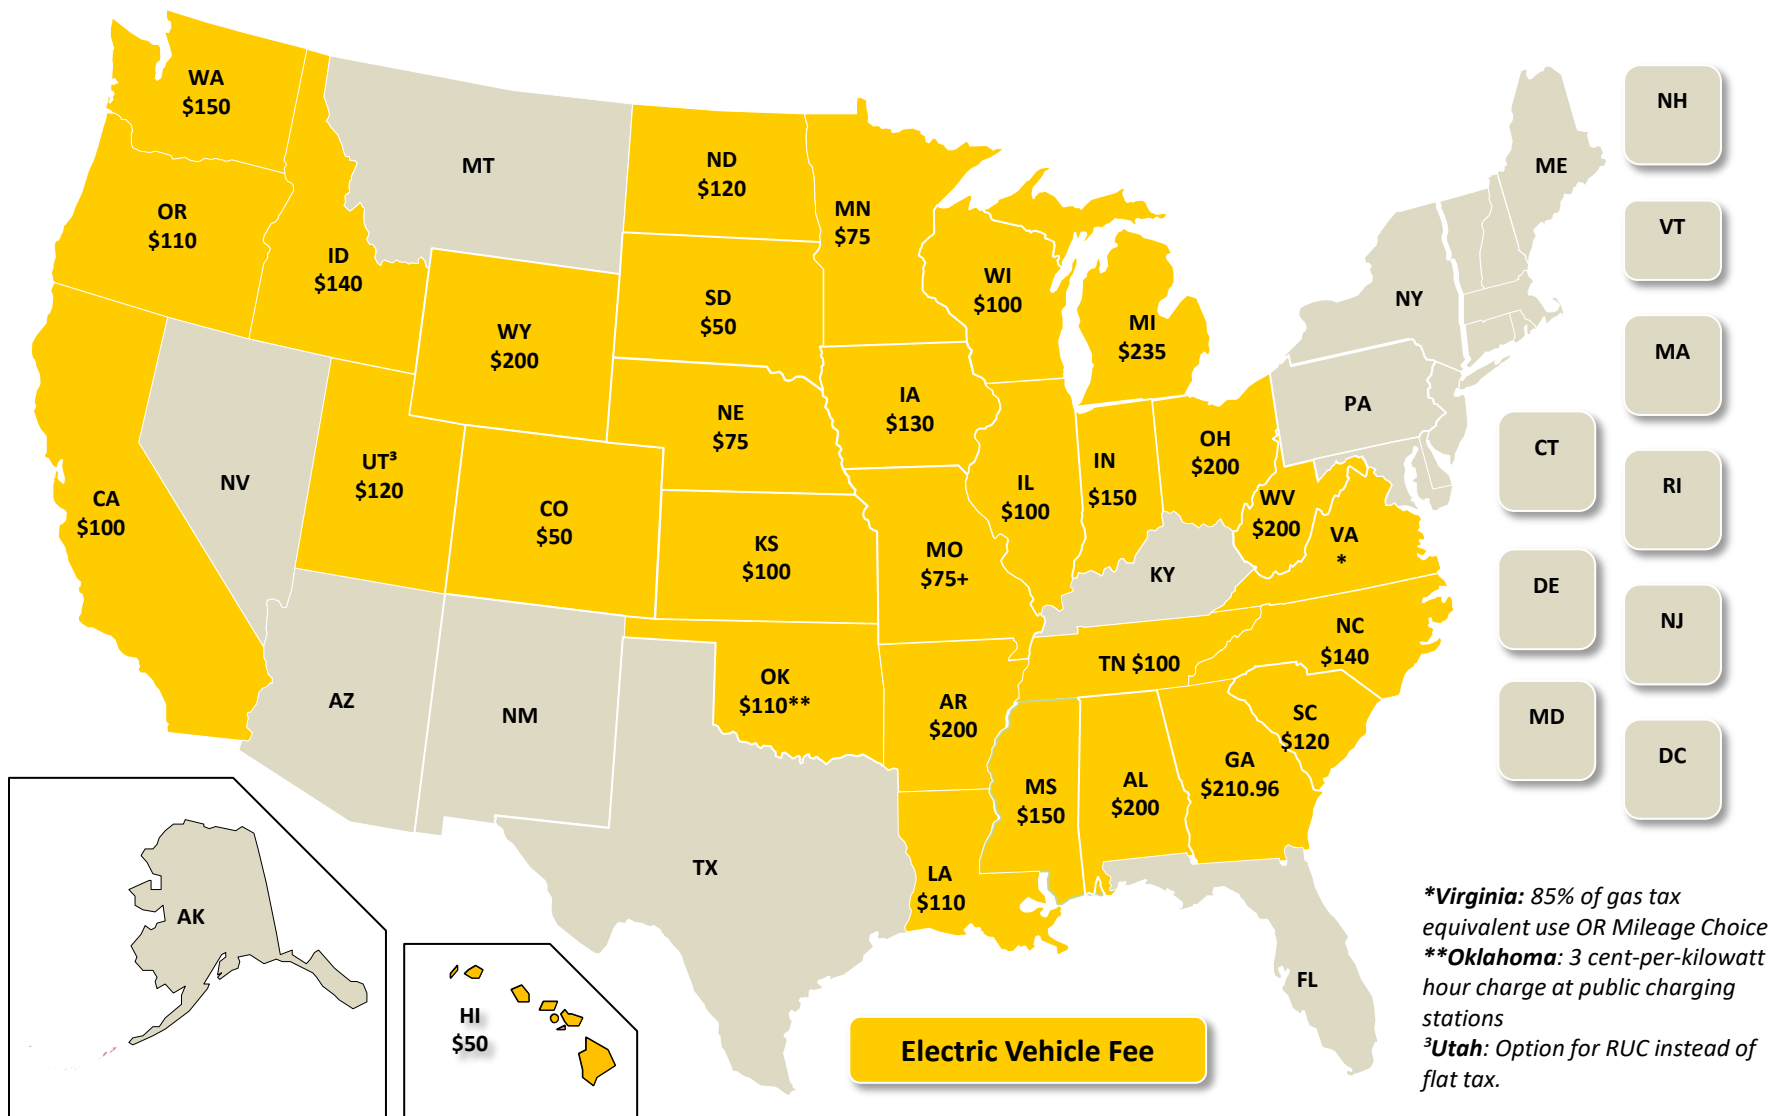 WA
$150
OR
$110
CA
$100
ID
$140
NV
MT
WY
$200
UT³
$120
CO
$50
AZ
NM
ND
$120
SD
$50
NE
$75
KS
$100
OK
$110**
TX
MN
$75
IA
$130
MO
$75+
AR
$200
LA
$110
WI
$100
IL
$100
MI
$235
IN
$150
OH
$200
KY
TN $100
MS
$150
AL
$200
GA
$210.96
FL
SC
$120
NC
$140
VA
*
WV
$200
PA
NY
ME
NH
VT
MA
CT
RI
DE
NJ
MD
DC
AK
HI
$50
Electric Vehicle Fee
*Virginia: 85% of gas tax
equivalent use OR Mileage Choice
**Oklahoma: 3 cent-per-kilowatt
hour charge at public charging
stations
³Utah: Option for RUC instead of
flat tax.